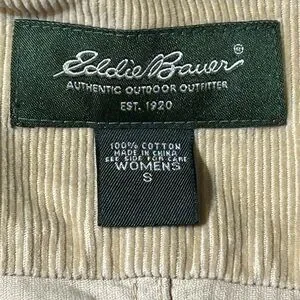 Eddie Bauer
AUTHENTIC OUTDOOR OUTFITTER
EST. 1920
100% COTTON
MADE IN CHINA
SEE SIDE FOR CARE
WOMENS
S